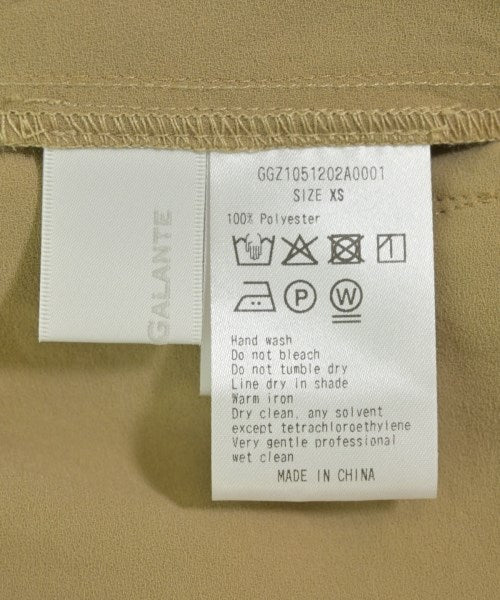 GALANTE
GGZ1051202A0001
SIZE XS
100% Polyester
P
W
Hand wash
Do not bleach
Do not tumble dry
Line dry in shade
Warm iron
Dry clean, any solvent
except tetrachloroethylene
Very gentle professional
wet clean
MADE IN CHINA